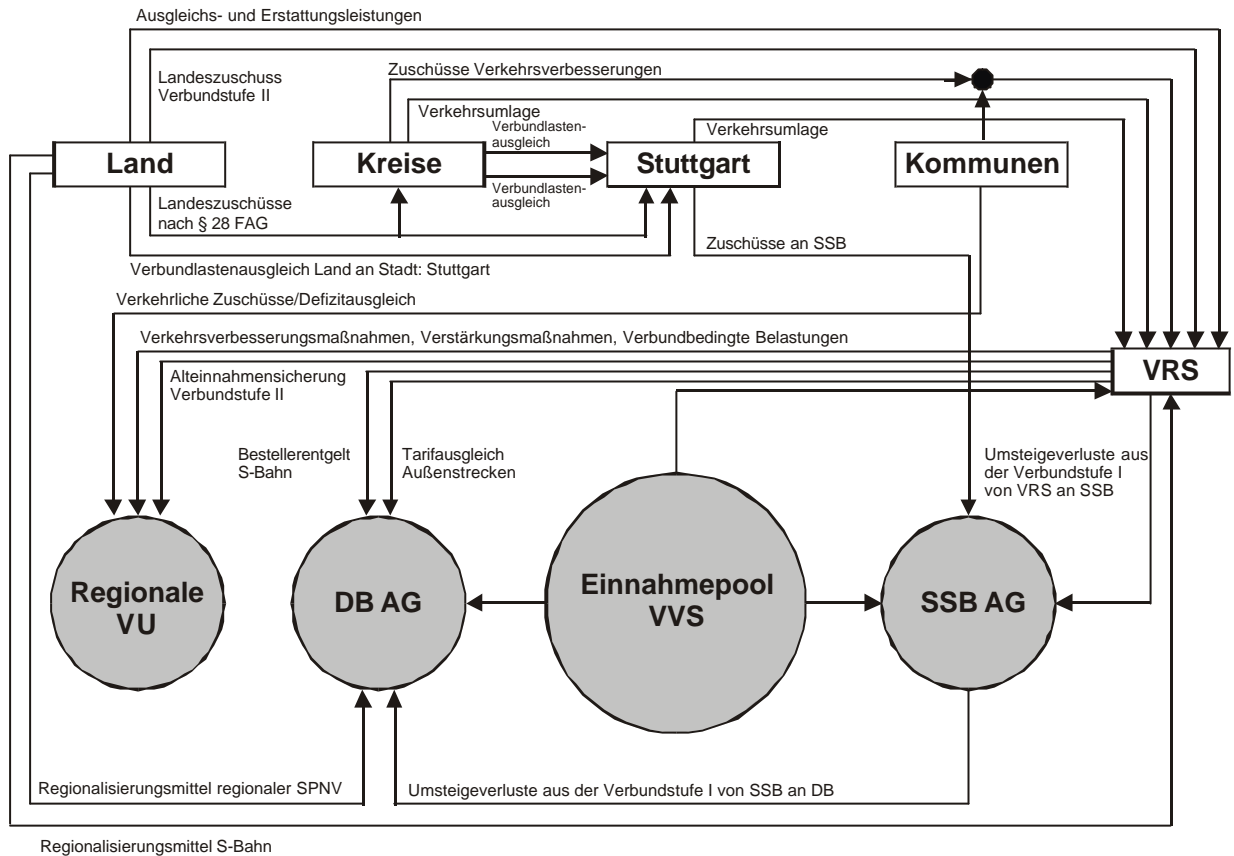 Ausgleichs- und Erstattungsleistungen
Landeszuschuss
Verbundstufe II
Zuschüsse Verkehrsverbesserungen
Verkehrsumlage
Verbundlasten-
ausgleich
Verkehrsumlage
Land
Kreise
Stuttgart
Kommunen
Verbundlasten-
ausgleich
Landeszuschüsse
nach § 28 FAG
Zuschüsse an SSB
Verbundlastenausgleich Land an Stadt: Stuttgart
Verkehrliche Zuschüsse/Defizitausgleich
Verkehrsverbesserungsmaßnahmen, Verstärkungsmaßnahmen, Verbundbedingte Belastungen
VRS
Alteinnahmensicherung
Verbundstufe II
Bestellerentgelt
S-Bahn
Tarifausgleich
Außenstrecken
Umsteigeverluste aus
der Verbundstufe I
von VRS an SSB
Regionale
VU
DB AG
Einnahmepool
VVS
SSB AG
Regionalisierungsmittel regionaler SPNV
Umsteigeverluste aus der Verbundstufe I von SSB an DB
Regionalisierungsmittel S-Bahn